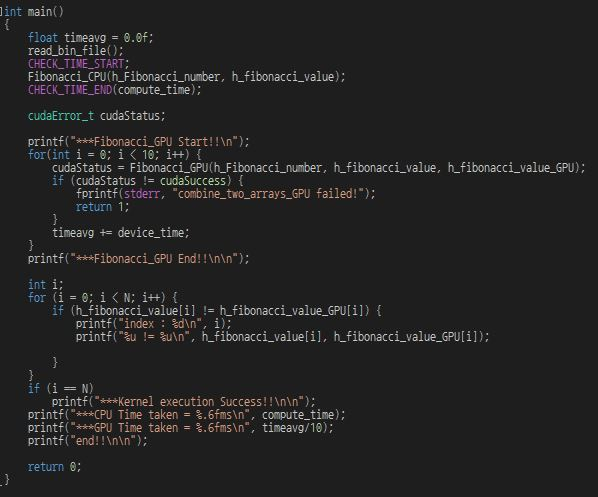 int main()
{
    float timeavg = 0.0f;
    read_bin_file();
    CHECK_TIME_START;
    Fibonacci_CPU(h_Fibonacci_number, h_fibonacci_value);
    CHECK_TIME_END(compute_time);

    cudaError_t cudaStatus;

    printf("***Fibonacci_GPU Start!!\n");
    for(int i = 0; i < 10; i++) {
        cudaStatus = Fibonacci_GPU(h_Fibonacci_number, h_fibonacci_value, h_fibonacci_value_GPU);
        if (cudaStatus != cudaSuccess) {
            fprintf(stderr, "combine_two_arrays_GPU failed!");
            return 1;
        }
        timeavg += device_time;
    }
    printf("***Fibonacci_GPU End!!\n\n");

    int i;
    for (i = 0; i < N; i++) {
        if (h_fibonacci_value[i] != h_fibonacci_value_GPU[i]) {
            printf("index : %d\n", i);
            printf("%u != %u\n", h_fibonacci_value[i], h_fibonacci_value_GPU[i]);

        }
    }
    if (i == N)
        printf("***Kernel execution Success!!\n\n");
    printf("***CPU Time taken = %.6fms\n", compute_time);
    printf("***GPU Time taken = %.6fms\n", timeavg/10);
    printf("end!!\n\n");

    return 0;
}